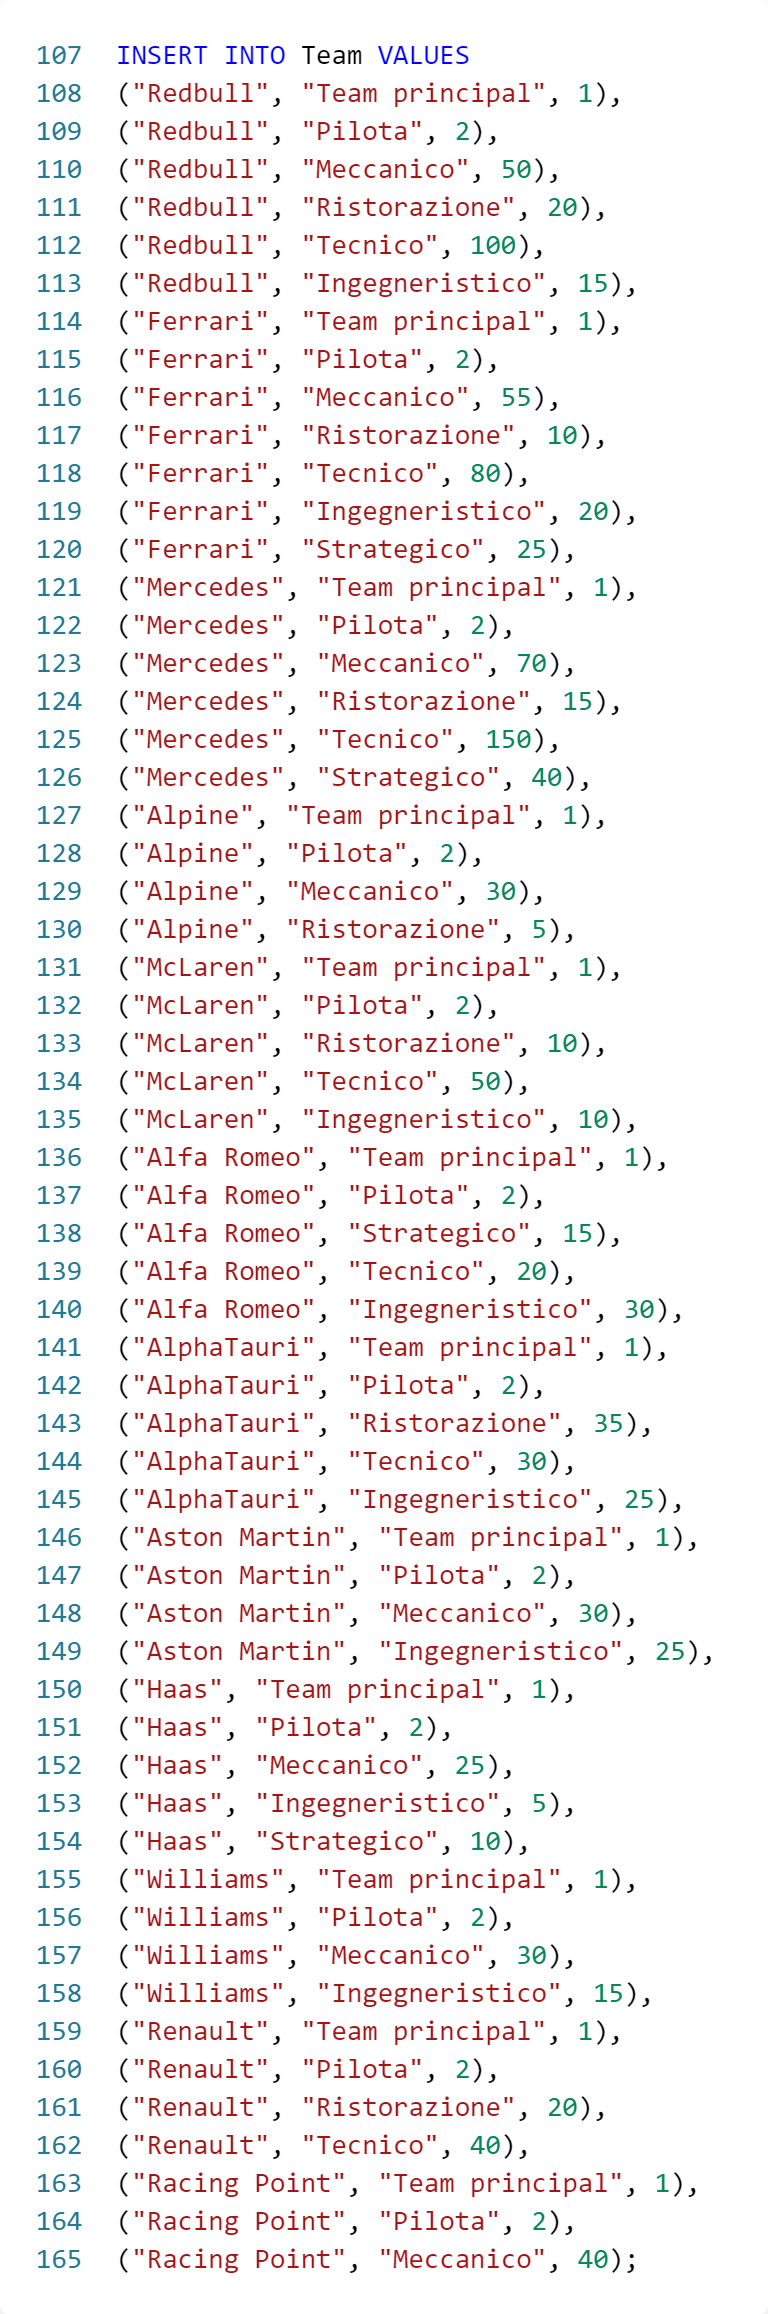 107 INSERT INTO Team VALUES
108 ("Redbull", "Team principal", 1),
109 ("Redbull", "Pilota", 2),
110 ("Redbull", "Meccanico", 50),
111 ("Redbull", "Ristorazione", 20),
112 ("Redbull", "Tecnico", 100),
113 ("Redbull", "Ingegneristico", 15),
114 ("Ferrari", "Team principal", 1),
115 ("Ferrari", "Pilota", 2),
116 ("Ferrari", "Meccanico", 55),
117 ("Ferrari", "Ristorazione", 10),
118 ("Ferrari", "Tecnico", 80),
119 ("Ferrari", "Ingegneristico", 20),
120 ("Ferrari", "Strategico", 25),
121 ("Mercedes", "Team principal", 1),
122 ("Mercedes", "Pilota", 2),
123 ("Mercedes", "Meccanico", 70),
124 ("Mercedes", "Ristorazione", 15),
125 ("Mercedes", "Tecnico", 150),
126 ("Mercedes", "Strategico", 40),
127 ("Alpine", "Team principal", 1),
128 ("Alpine", "Pilota", 2),
129 ("Alpine", "Meccanico", 30),
130 ("Alpine", "Ristorazione", 5),
131 ("McLaren", "Team principal", 1),
132 ("McLaren", "Pilota", 2),
133 ("McLaren", "Ristorazione", 10),
134 ("McLaren", "Tecnico", 50),
135 ("McLaren", "Ingegneristico", 10),
136 ("Alfa Romeo", "Team principal", 1),
137 ("Alfa Romeo", "Pilota", 2),
138 ("Alfa Romeo", "Strategico", 15),
139 ("Alfa Romeo", "Tecnico", 20),
140 ("Alfa Romeo", "Ingegneristico", 30),
141 ("AlphaTauri", "Team principal", 1),
142 ("AlphaTauri", "Pilota", 2),
143 ("AlphaTauri", "Ristorazione", 35),
144 ("AlphaTauri", "Tecnico", 30),
145 ("AlphaTauri", "Ingegneristico", 25),
146 ("Aston Martin", "Team principal", 1),
147 ("Aston Martin", "Pilota", 2),
148 ("Aston Martin", "Meccanico", 30),
149 ("Aston Martin", "Ingegneristico", 25),
150 ("Haas", "Team principal", 1),
151 ("Haas", "Pilota", 2),
152 ("Haas", "Meccanico", 25),
153 ("Haas", "Ingegneristico", 5),
154 ("Haas", "Strategico", 10),
155 ("Williams", "Team principal", 1),
156 ("Williams", "Pilota", 2),
157 ("Williams", "Meccanico", 30),
158 ("Williams", "Ingegneristico", 15),
159 ("Renault", "Team principal", 1),
160 ("Renault", "Pilota", 2),
161 ("Renault", "Ristorazione", 20),
162 ("Renault", "Tecnico", 40),
163 ("Racing Point", "Team principal", 1),
164 ("Racing Point", "Pilota", 2),
165 ("Racing Point", "Meccanico", 40);